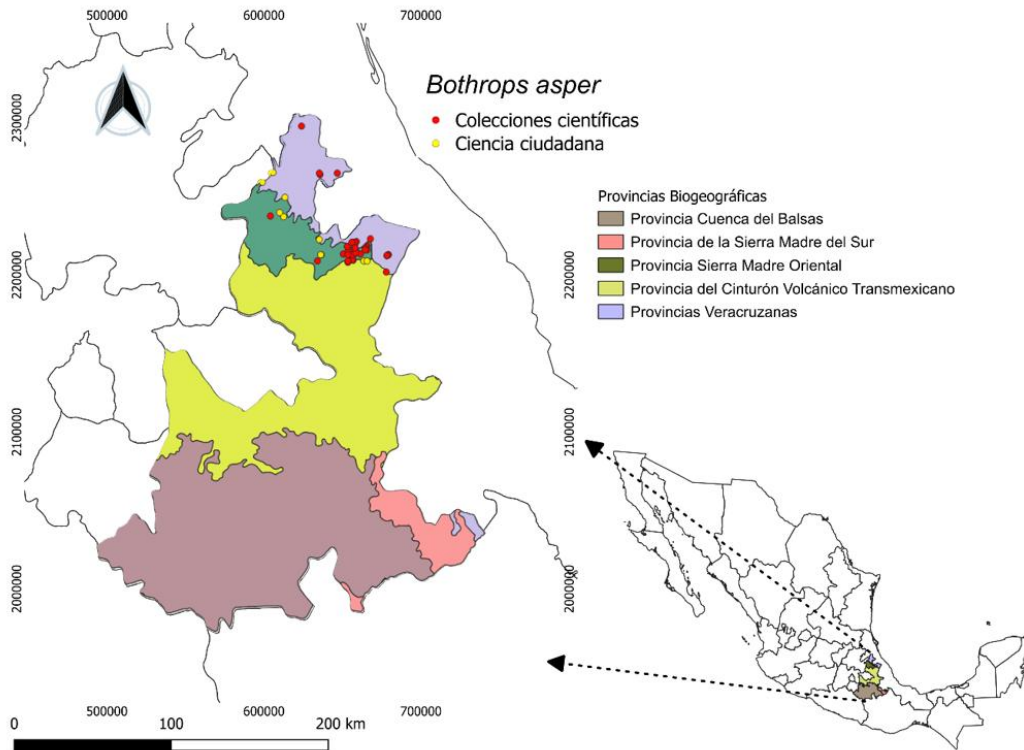 500000
600000
700000
2300000
2200000
2100000
2000000
Bothrops asper
Colecciones científicas
Ciencia ciudadana
Provincias Biogeográficas
Provincia Cuenca del Balsas
Provincia de la Sierra Madre del Sur
Provincia Sierra Madre Oriental
Provincia del Cinturón Volcánico Transmexicano
Provincias Veracruzanas
2200000
2100000
2000000
500000
600000
700000
0
100
200 km